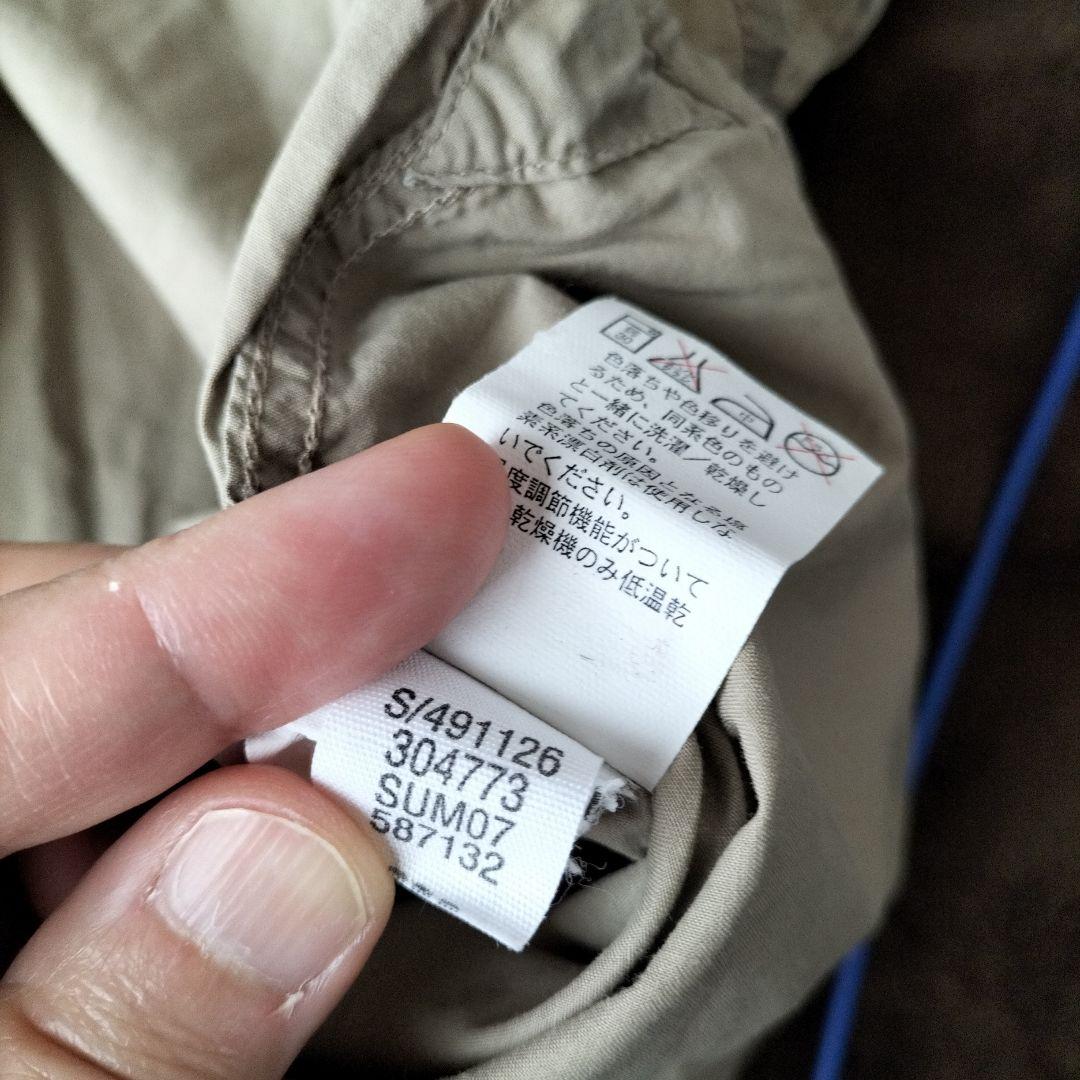 中
色落ちや色移りを避け
るため、同系色のもの
と一緒に洗濯／乾燥し
てください。
色落ちの原因となる塩
素系漂白剤は使用しな
いでください。
度調節機能がついて
乾燥機のみ低温乾
S/491126
304773
SUM07
587132